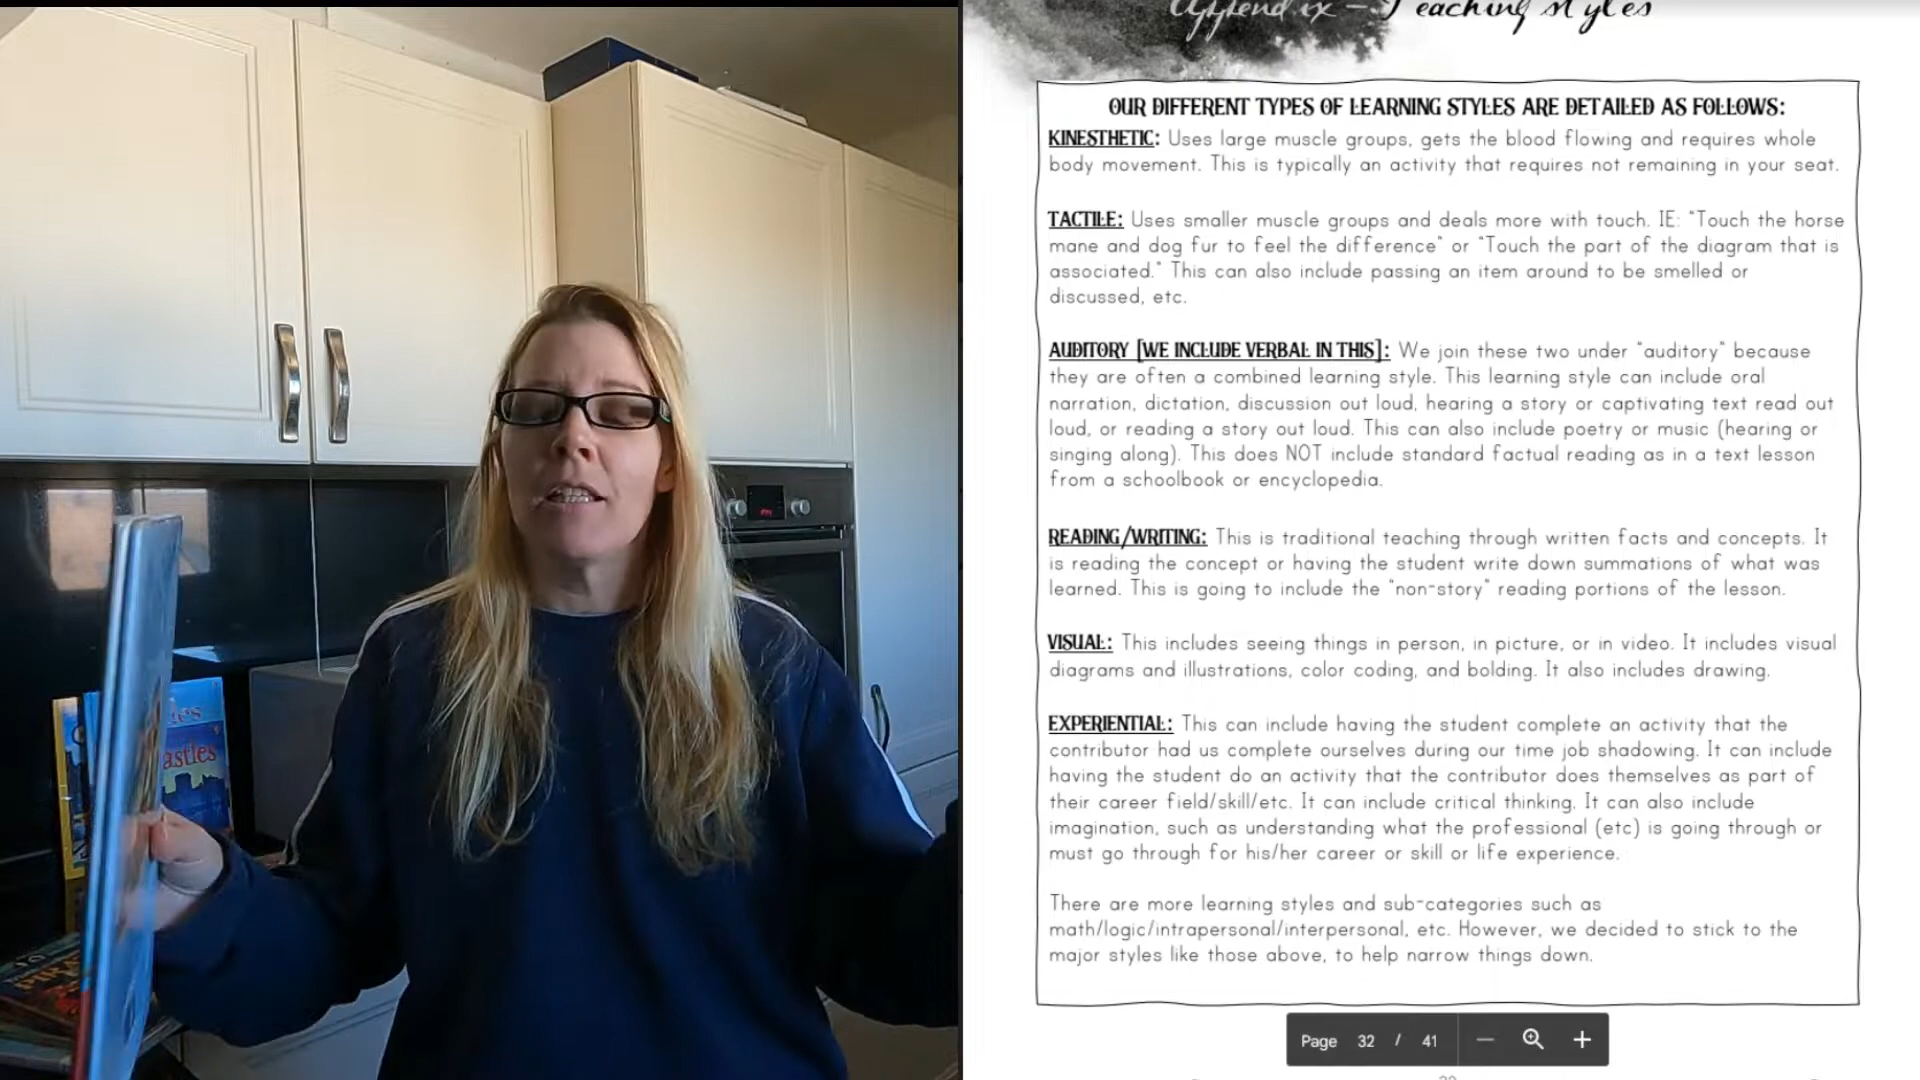 Appendix - Teaching styles
OUR DIFFERENT TYPES OF LEARNING STYLES ARE DETAILED AS FOLLOWS:
KINESTHETIC: Uses large muscle groups, gets the blood flowing and requires whole
body movement. This is typically an activity that requires not remaining in your seat.
TACTILE: Uses smaller muscle groups and deals more with touch. IE: "Touch the horse
mane and dog fur to feel the difference" or "Touch the part of the diagram that is
associated." This can also include passing an item around to be smelled or
discussed, etc.
AUDITORY [WE INCLUDE VERBAL IN THIS]: We join these two under "auditory" because
they are often a combined learning style. This learning style can include oral
narration, dictation, discussion out loud, hearing a story or captivating text read out
loud, or reading a story out loud. This can also include poetry or music (hearing or
singing along). This does NOT include standard factual reading as in a text lesson
from a schoolbook or encyclopedia.
READING/WRITING: This is traditional teaching through written facts and concepts. It
is reading the concept or having the student write down summations of what was
learned. This is going to include the "non-story" reading portions of the lesson.
VISUAL: This includes seeing things in person, in picture, or in video. It includes visual
diagrams and illustrations, color coding, and bolding. It also includes drawing.
EXPERIENTIAL: This can include having the student complete an activity that the
contributor had us complete ourselves during our time job shadowing. It can include
having the student do an activity that the contributor does themselves as part of
their career field/skill/etc. It can include critical thinking. It can also include
imagination, such as understanding what the professional (etc) is going through or
must go through for his/her career or skill or life experience.
There are more learning styles and sub-categories such as
math/logic/intrapersonal/interpersonal, etc. However, we decided to stick to the
major styles like those above, to help narrow things down.
Page 32 / 41
astles